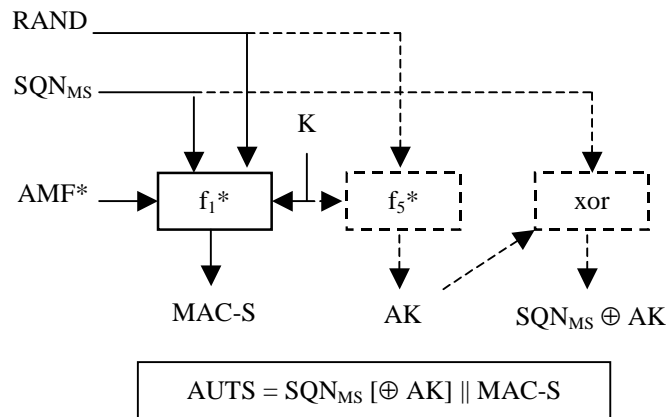 RAND
SQN_MS
K
AMF*
f₁*
f₅*
xor
MAC-S
AK
SQN_MS ⊕ AK
AUTS = SQN_MS [⊕ AK] || MAC-S